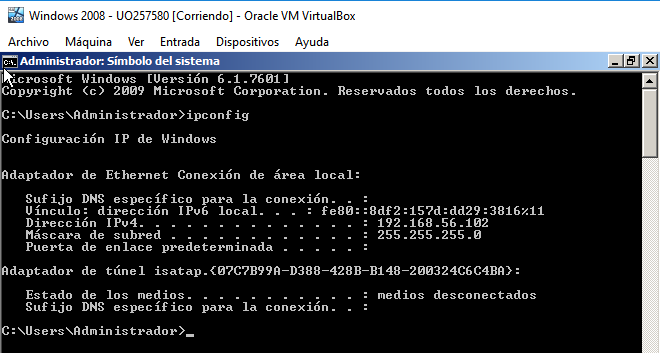 Windows 2008 - UO257580 [Corriendo] - Oracle VM VirtualBox
Archivo Máquina Ver Entrada Dispositivos Ayuda
Administrador: Símbolo del sistema
Microsoft Windows [Versión 6.1.7601]
Copyright (c) 2009 Microsoft Corporation. Reservados todos los derechos.
C:\Users\Administrador>ipconfig
Configuración IP de Windows
Adaptador de Ethernet Conexión de área local:
Sufijo DNS específico para la conexión. . :
Vínculo: dirección IPv6 local. . . : fe80::8df2:157d:dd29:3816%11
Dirección IPv4. . . . . . . . . . . . . . : 192.168.56.102
Máscara de subred . . . . . . . . . . . . : 255.255.255.0
Puerta de enlace predeterminada . . . . . :
Adaptador de túnel isatap.{07C7B99A-D388-428B-B148-200324C6C4BA}:
Estado de los medios. . . . . . . . . . . : medios desconectados
Sufijo DNS específico para la conexión. . :
C:\Users\Administrador>_